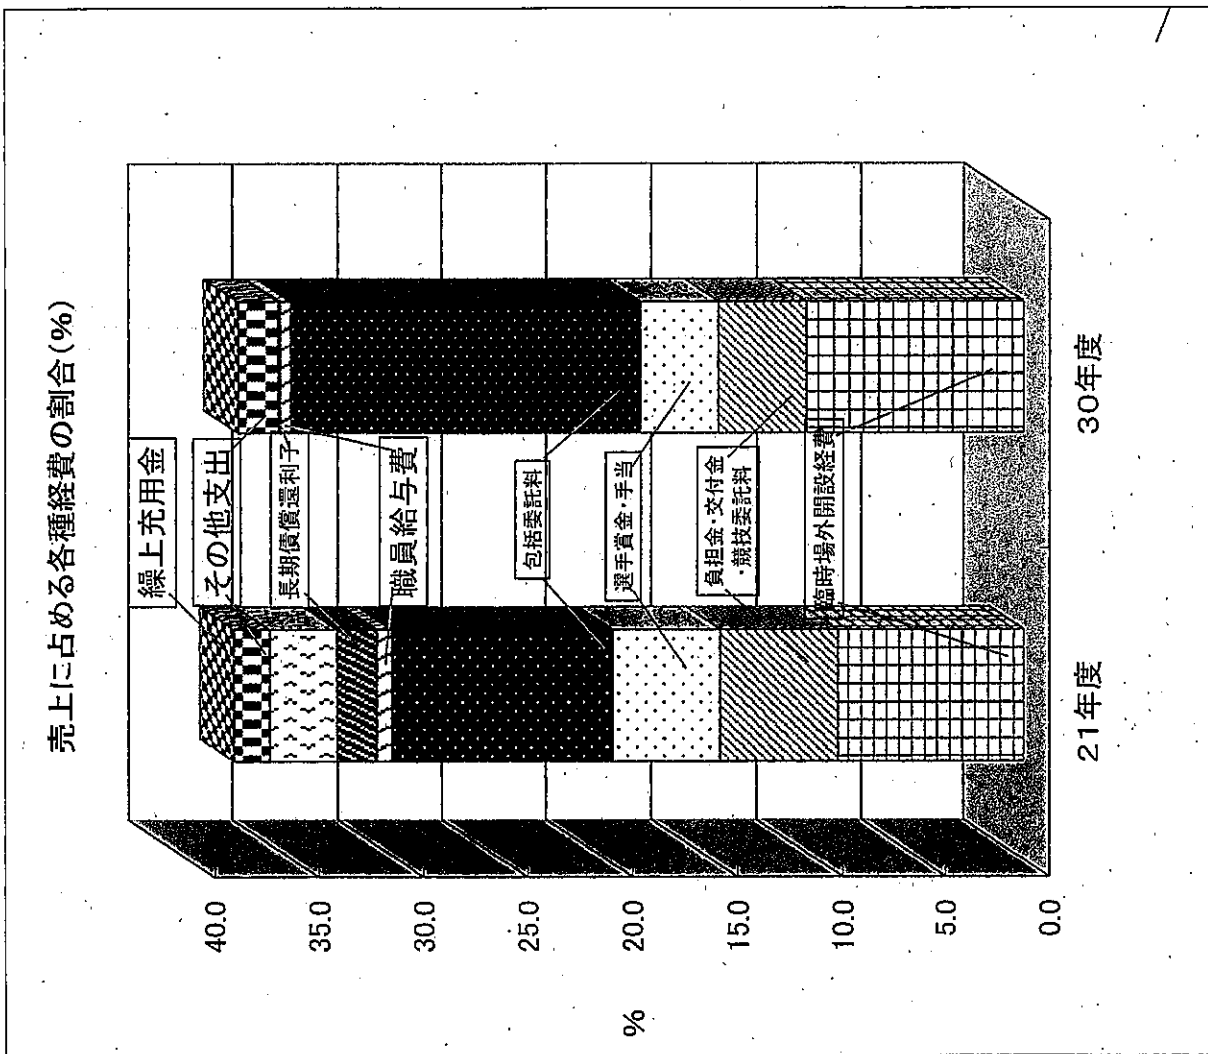 売上に占める各種経費の割合(%)
繰上充用金
その他支出
長期債償還利子
職員給与費
包括委託料
選手賞金・手当
負担金・交付金
・競技委託料
臨時場外開設経費
40.0
35.0
30.0
25.0
20.0
15.0
10.0
5.0
0.0
%
21年度
30年度